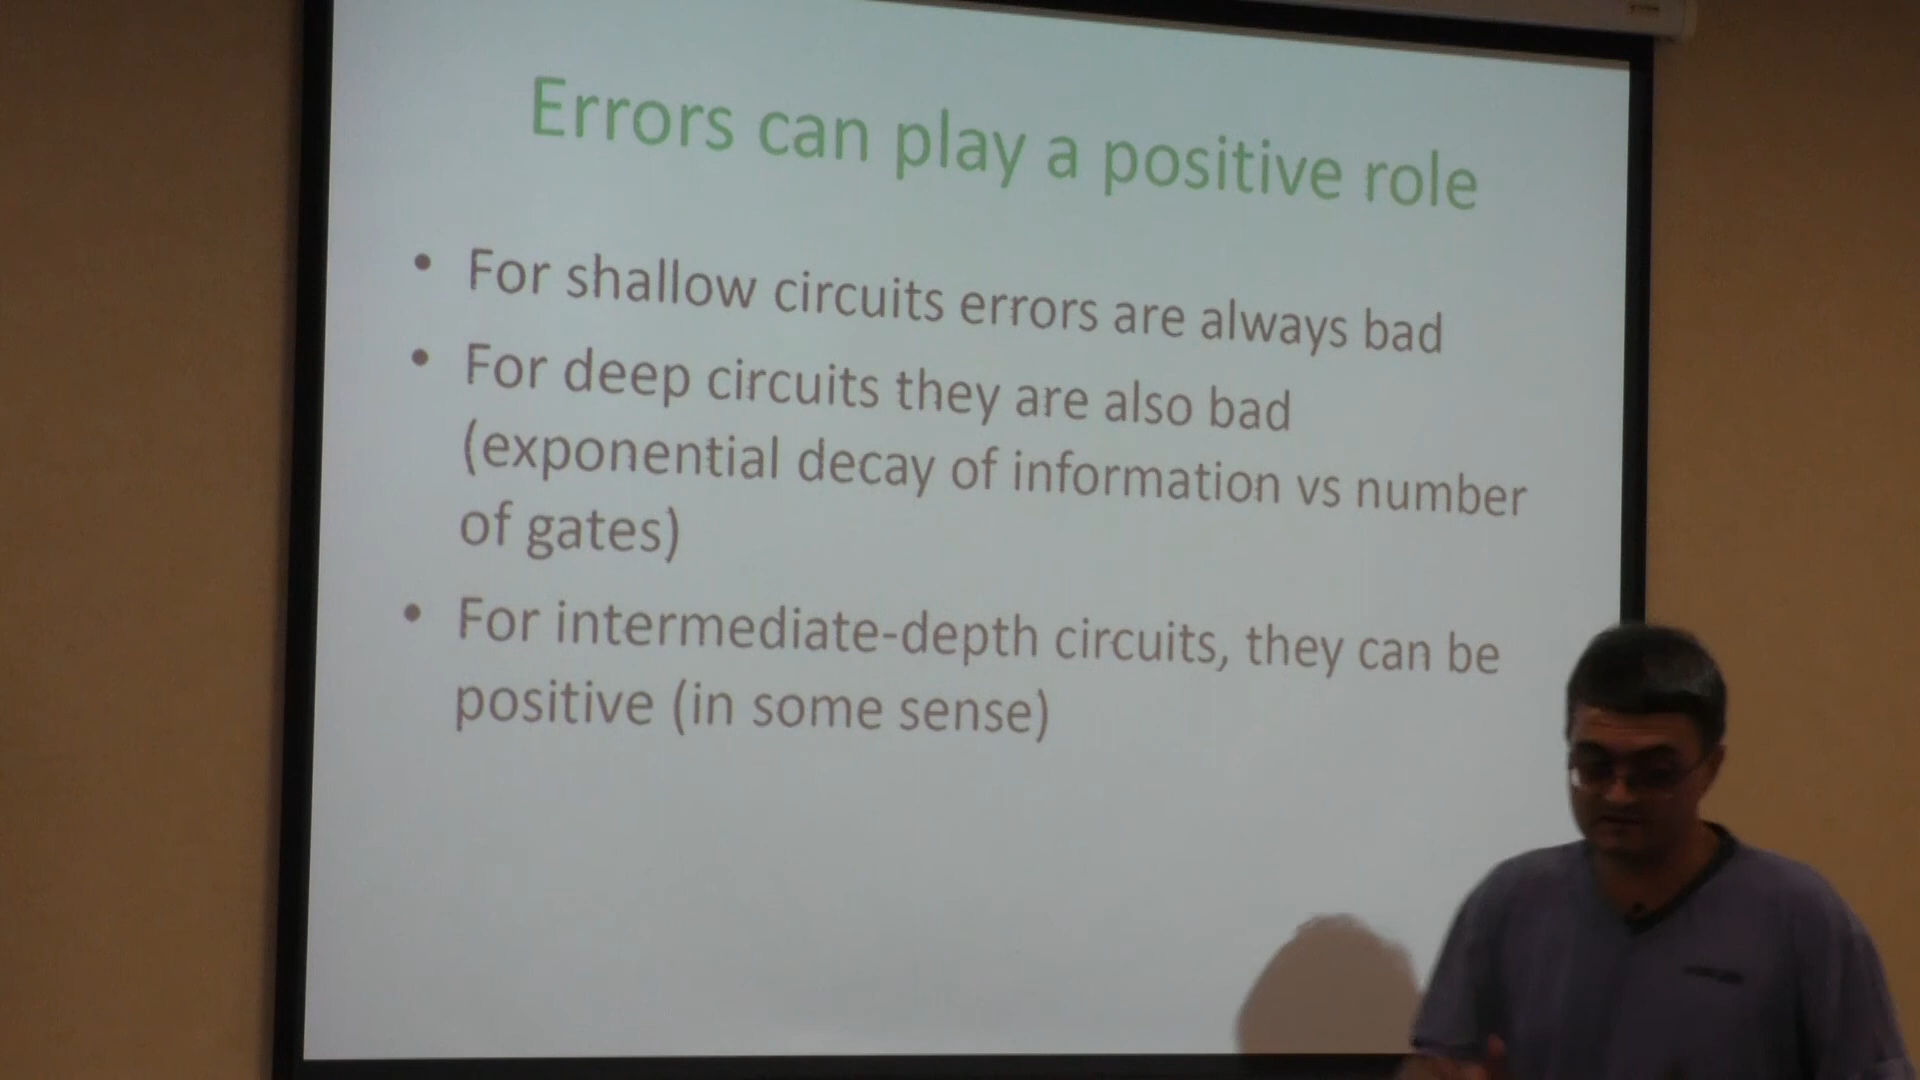 Errors can play a positive role
• For shallow circuits errors are always bad
• For deep circuits they are also bad
(exponential decay of information vs number
of gates)
• For intermediate-depth circuits, they can be
positive (in some sense)